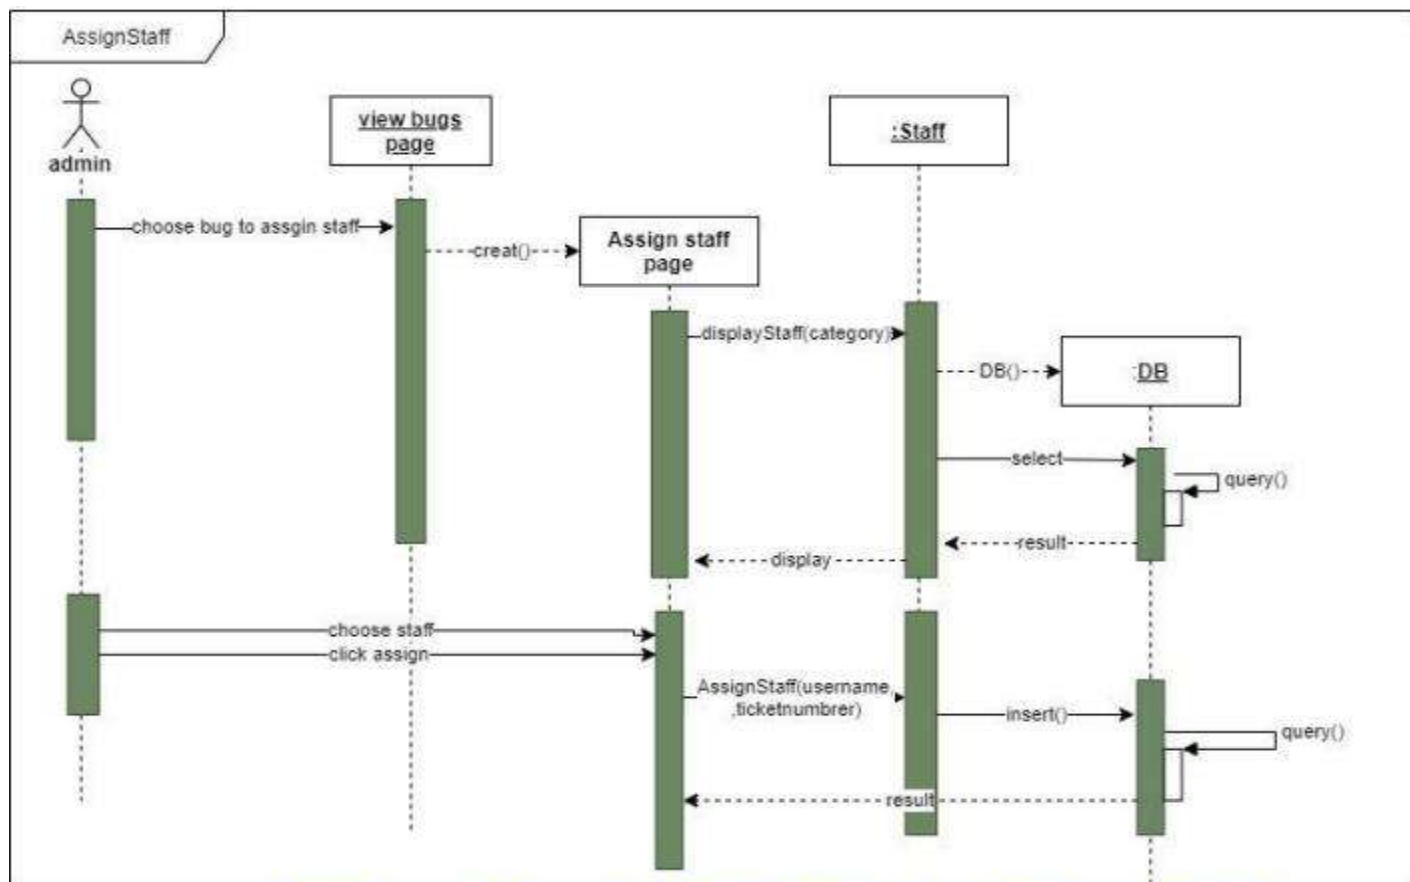 AssignStaff
admin
view bugs
page
:Staff
choose bug to assgin staff
creat()
Assign staff
page
displayStaff(category)
DB()
:DB
select
query()
result
display
choose staff
click assign
AssignStaff(username,
,ticketnumbrer)
insert()
query()
result